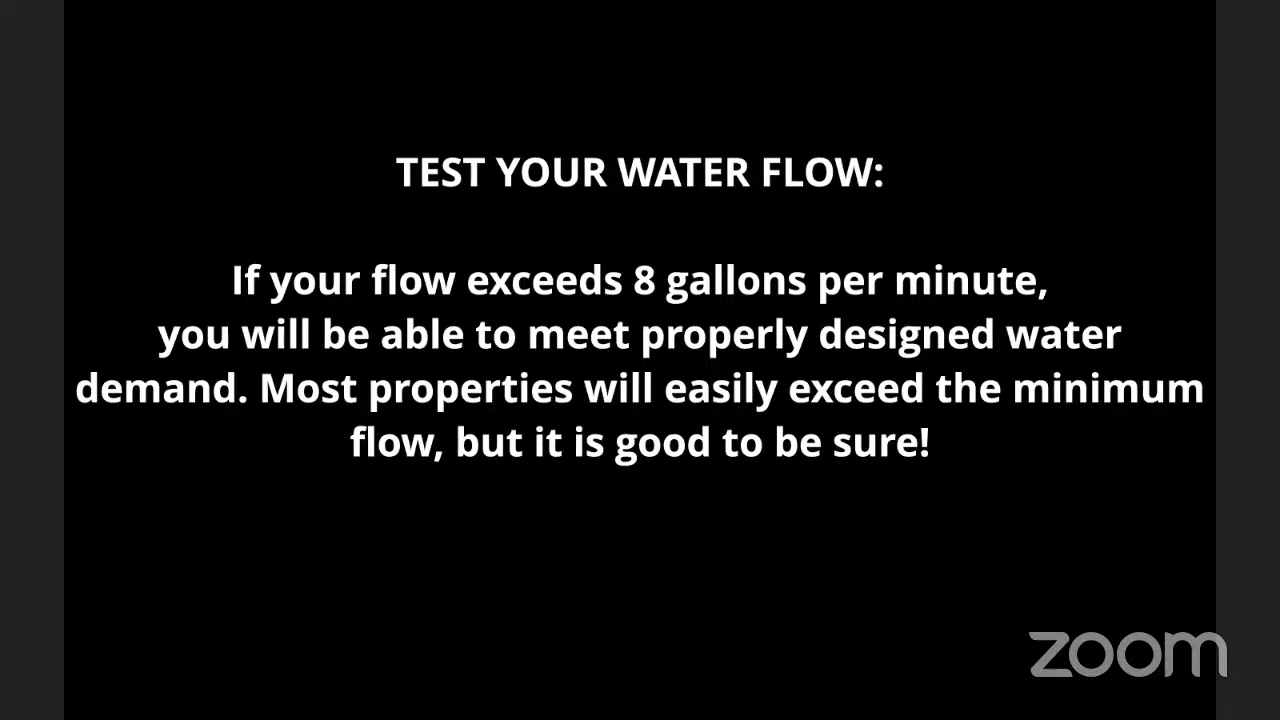 TEST YOUR WATER FLOW:
If your flow exceeds 8 gallons per minute,
you will be able to meet properly designed water
demand. Most properties will easily exceed the minimum
flow, but it is good to be sure!
zoom